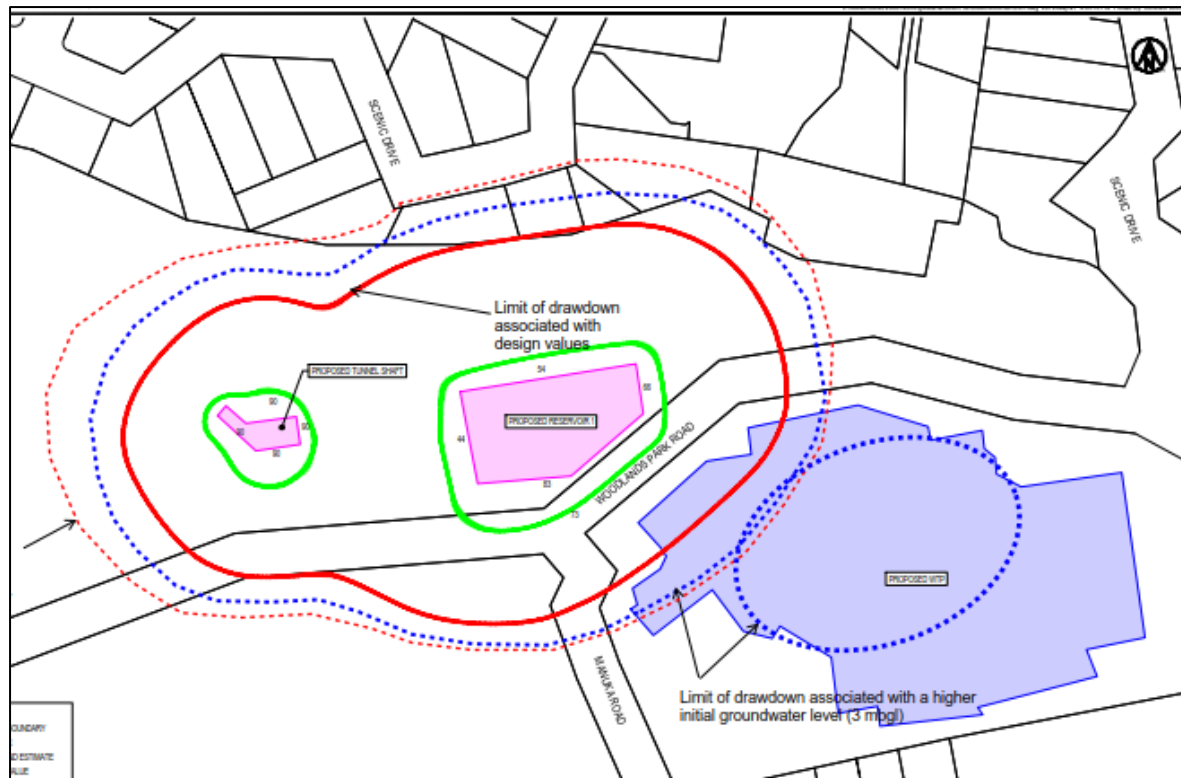 SCENIC DRIVE
SCENIC DRIVE
N
Limit of drawdown
associated with
design values
PROPOSED TUNNEL SHAFT
90
90
90
90
54
68
44
PROPOSED RESERVOIR 1
63
73
WOODLANDS PARK ROAD
PROPOSED WTP
MANUKA ROAD
Limit of drawdown associated with a higher
initial groundwater level (3 mbgl)
OUNDARY
D ESTIMATE
ALUE